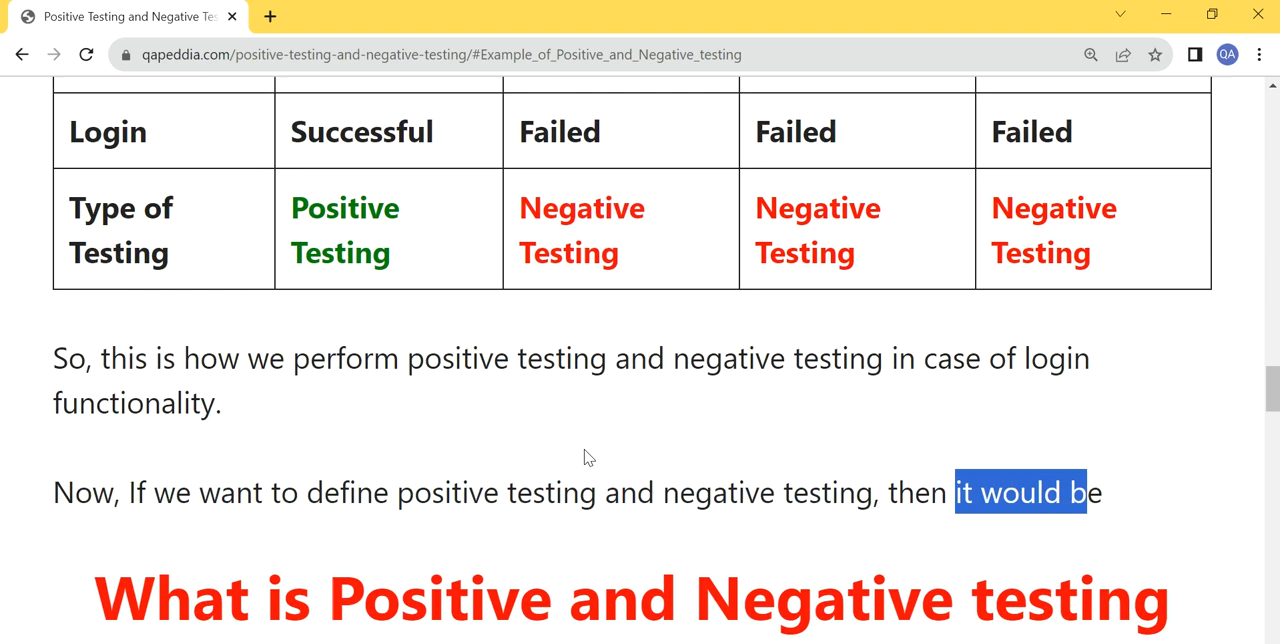 Positive Testing and Negative Tes
qapeddia.com/positive-testing-and-negative-testing/#Example_of_Positive_and_Negative_testing
QA
Login Successful Failed Failed Failed
Type of Positive Negative Negative Negative
Testing Testing Testing Testing Testing
So, this is how we perform positive testing and negative testing in case of login
functionality.
Now, If we want to define positive testing and negative testing, then it would be
What is Positive and Negative testing